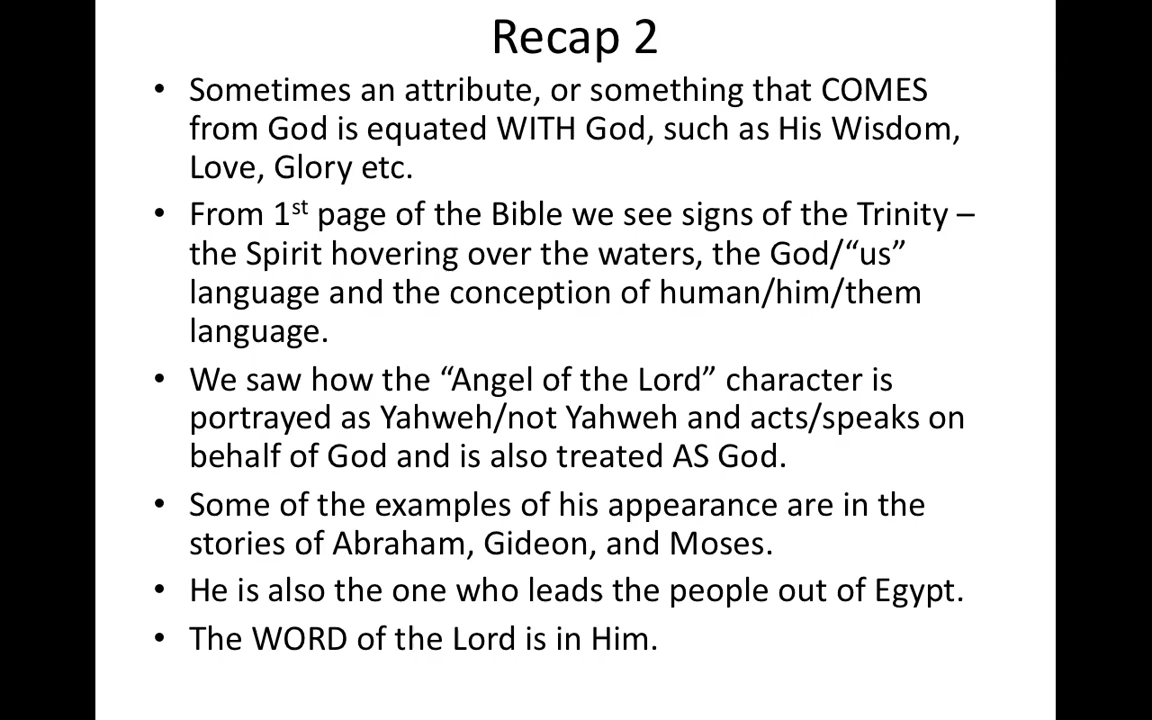 Recap 2
• Sometimes an attribute, or something that COMES
from God is equated WITH God, such as His Wisdom,
Love, Glory etc.
• From 1st page of the Bible we see signs of the Trinity –
the Spirit hovering over the waters, the God/“us”
language and the conception of human/him/them
language.
• We saw how the “Angel of the Lord” character is
portrayed as Yahweh/not Yahweh and acts/speaks on
behalf of God and is also treated AS God.
• Some of the examples of his appearance are in the
stories of Abraham, Gideon, and Moses.
• He is also the one who leads the people out of Egypt.
• The WORD of the Lord is in Him.